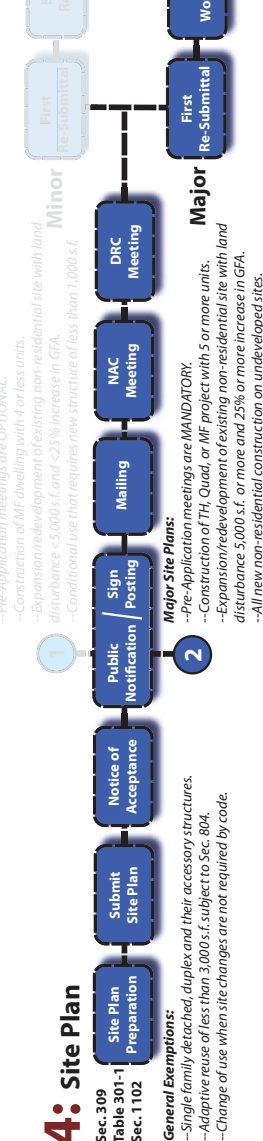 4: Site Plan
Sec. 309
Table 301-1
Sec. 1102
General Exemptions:
--Single family detached, duplex and their accessory structures.
--Adaptive reuse of less than 3,000 s.f. subject to Sec. 804.
--Change of use when site changes are not required by code.
Site Plan
Preparation
Submit
Site Plan
Notice of
Acceptance
Public
Notification /
Sign
Posting
Mailing
NAC
Meeting
DRC
Meeting
1
--Pre-Application meetings are OPTIONAL.
--Construction of MF dwelling with 4 or less units.
--Expansion/redevelopment of existing non-residential site with land
disturbance <5,000 s.f. and <25% increase in GFA.
--Conditional use that requires new structure of less than 1,000 s.f.
Minor
First
Re-Submittal
2
Major Site Plans:
--Pre-Application meetings are MANDATORY.
--Construction of TH, Quad, or MF project with 5 or more units.
--Expansion/redevelopment of existing non-residential site with land
disturbance 5,000 s.f. or more and 25% or more increase in GFA.
--All new non-residential construction on undeveloped sites.
Major
First
Re-Submittal
Wo